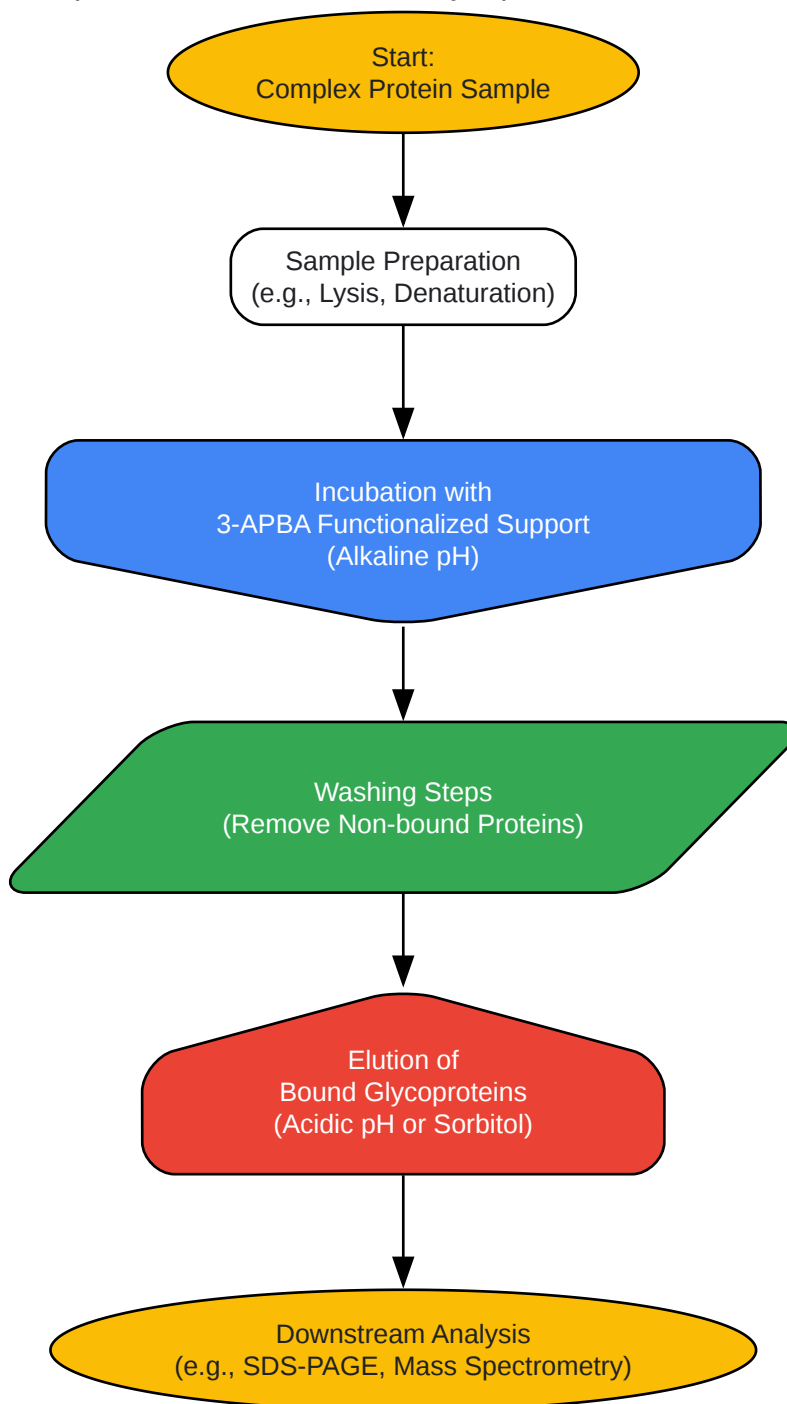 Start:
Complex Protein Sample
Sample Preparation
(e.g., Lysis, Denaturation)
Incubation with
3-APBA Functionalized Support
(Alkaline pH)
Washing Steps
(Remove Non-bound Proteins)
Elution of
Bound Glycoproteins
(Acidic pH or Sorbitol)
Downstream Analysis
(e.g., SDS-PAGE, Mass Spectrometry)